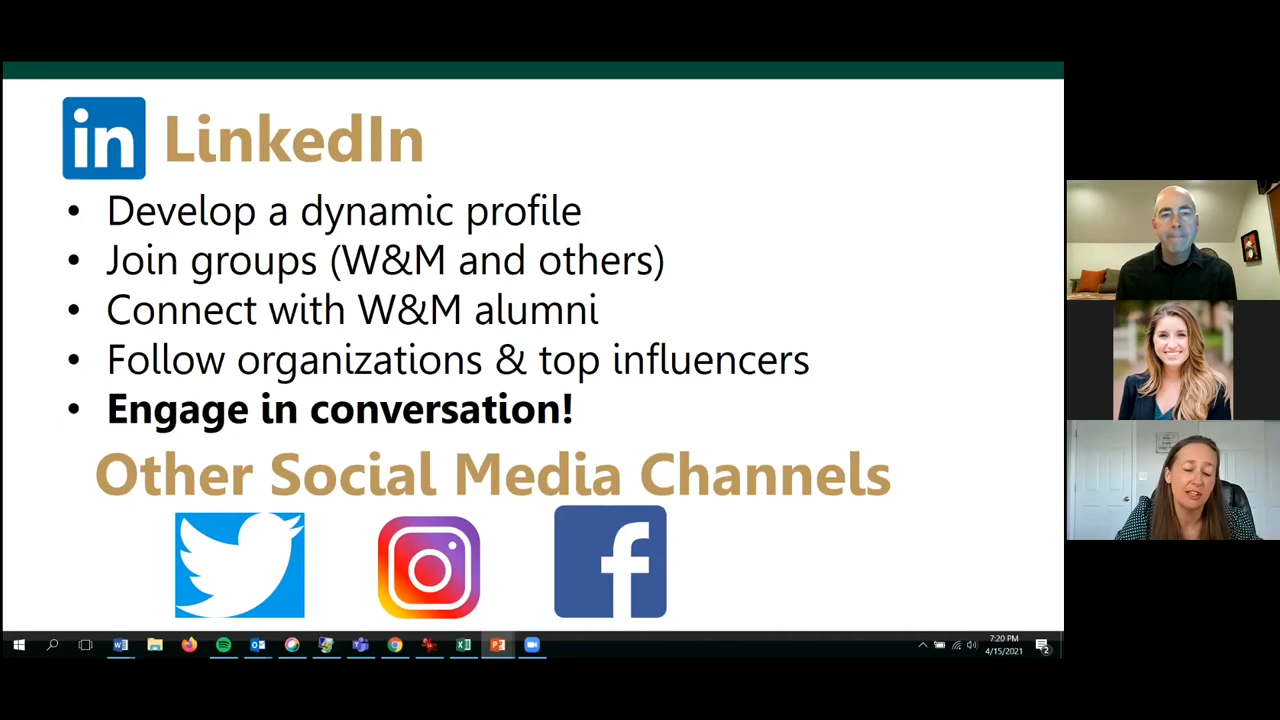 in LinkedIn
• Develop a dynamic profile
• Join groups (W&M and others)
• Connect with W&M alumni
• Follow organizations & top influencers
• Engage in conversation!
Other Social Media Channels
7:20 PM
4/15/2021
2